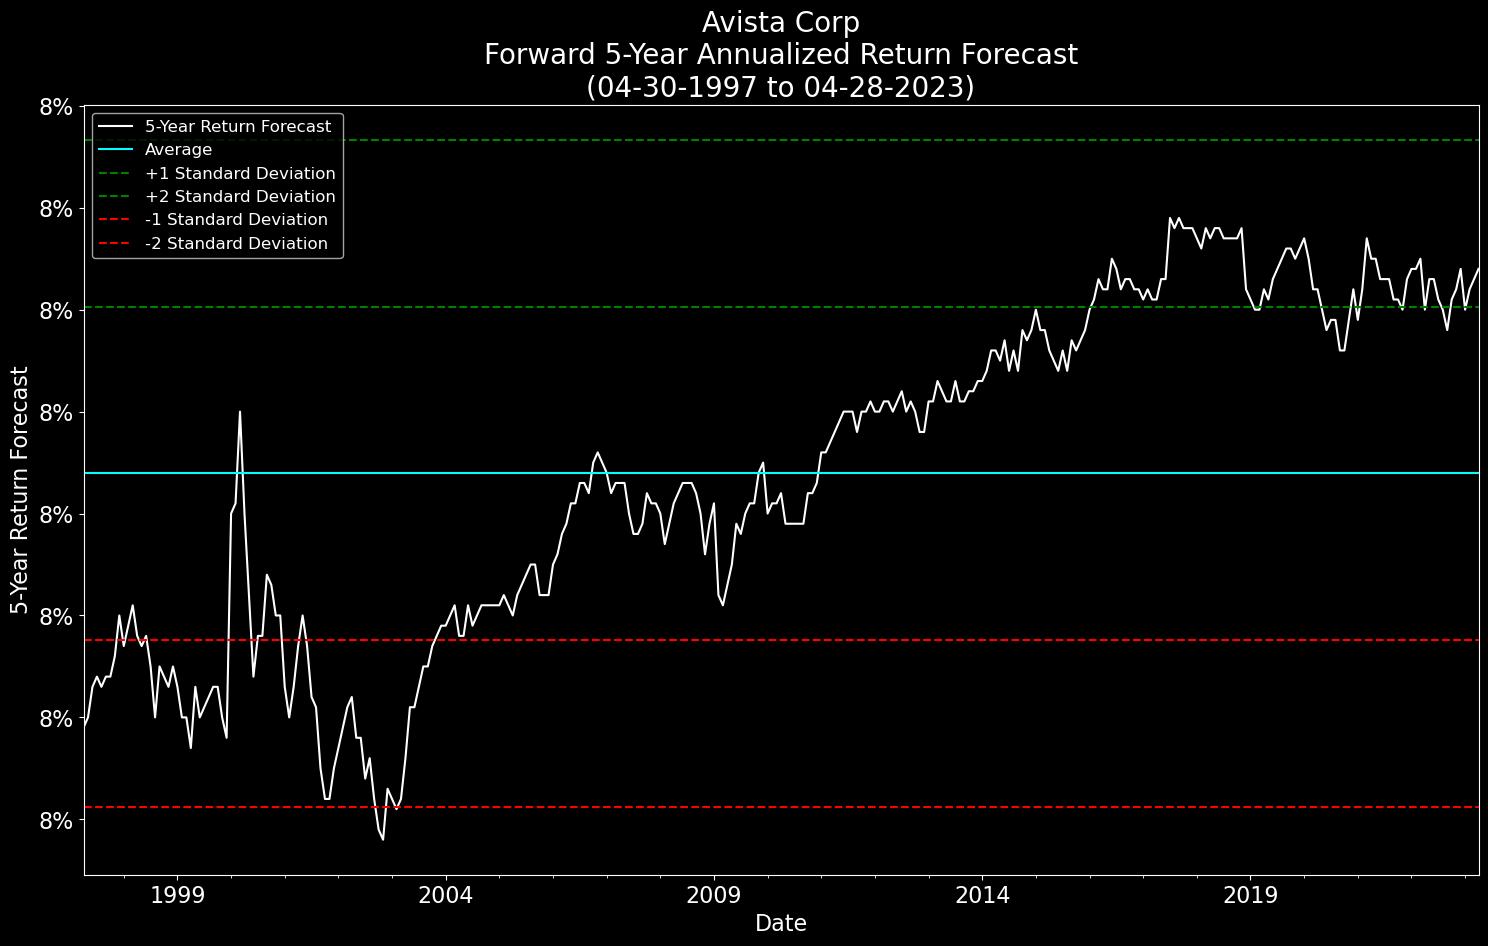 Avista Corp
Forward 5-Year Annualized Return Forecast
(04-30-1997 to 04-28-2023)
8%
8%
8%
8%
8%
8%
8%
8%
5-Year Return Forecast
5-Year Return Forecast
Average
+1 Standard Deviation
+2 Standard Deviation
-1 Standard Deviation
-2 Standard Deviation
1999 2004 2009 2014 2019
Date